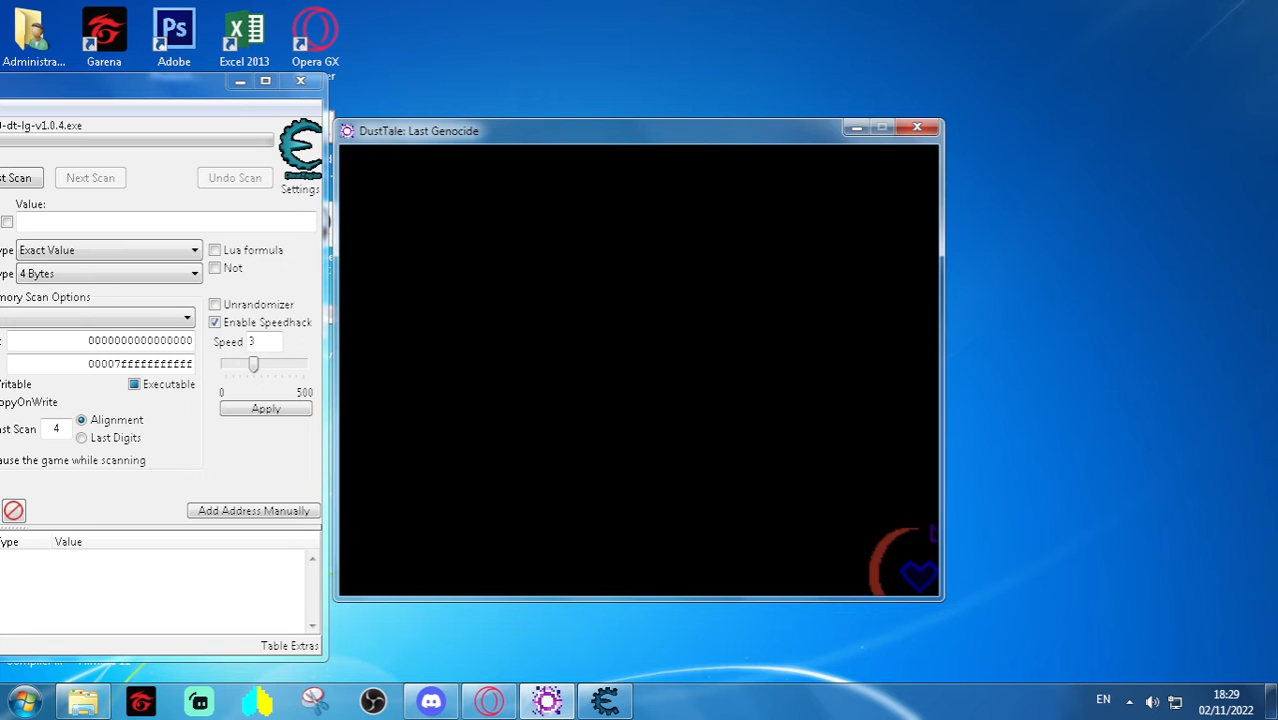 Administra...
Garena
Adobe
Excel 2013
Opera GX
-dt-lg-v1.0.4.exe
st Scan
Next Scan
Undo Scan
Settings
Value:
ype
Exact Value
Lua formula
ype
4 Bytes
Not
mory Scan Options
Unrandomizer
Enable Speedhack
0000000000000000
Speed 3
00007fffffffffff
ritable
Executable
0
500
opyOnWrite
Apply
ast Scan
4
Alignment
Last Digits
ause the game while scanning
Add Address Manually
ype
Value
Table Extras
DustTale: Last Genocide
EN
18:29
02/11/2022